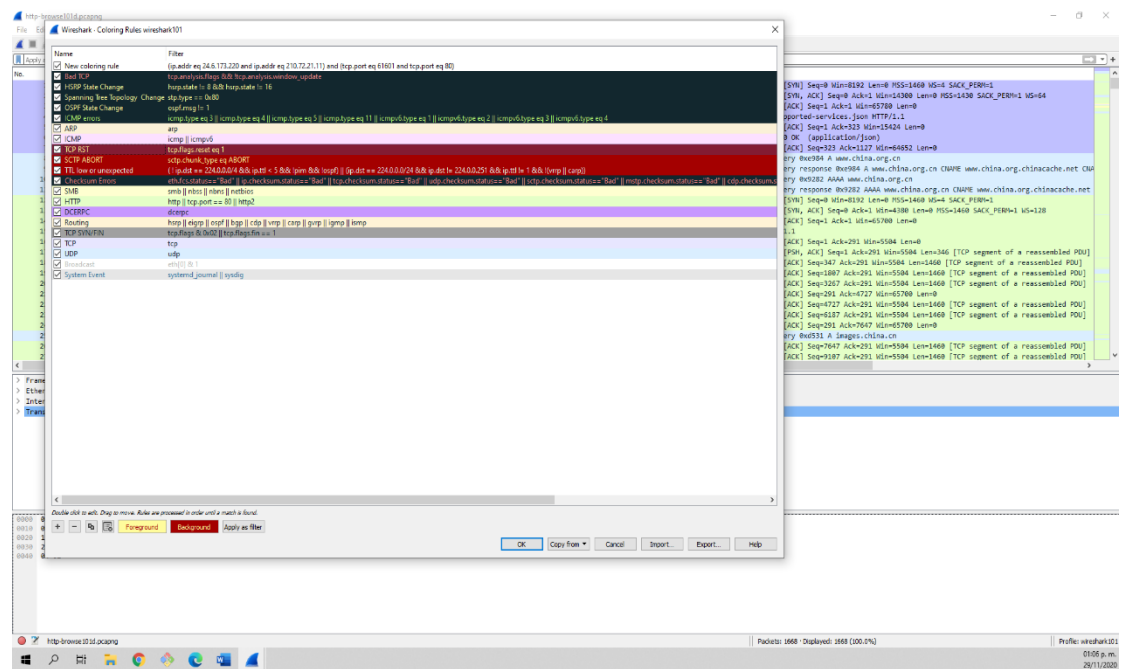 http-browse101d.pcapng
File Ed
Wireshark · Coloring Rules wireshark101
Apply
No.
Name Filter
New coloring rule (ip.addr eq 24.6.173.220 and ip.addr eq 210.72.21.11) and (tcp.port eq 61601 and tcp.port eq 80)
Bad TCP tcp.analysis.flags && !tcp.analysis.window_update
HSRP State Change hsrp.state != 8 && hsrp.state != 16
Spanning Tree Topology Change stp.type == 0x80
OSPF State Change ospf.msg != 1
ICMP errors icmp.type eq 3 || icmp.type eq 4 || icmp.type eq 5 || icmp.type eq 11 || icmpv6.type eq 1 || icmpv6.type eq 2 || icmpv6.type eq 3 || icmpv6.type eq 4
ARP arp
ICMP icmp || icmpv6
TCP RST tcp.flags.reset eq 1
SCTP ABORT sctp.chunk_type eq ABORT
TTL low or unexpected ( ! ip.dst == 224.0.0.0/4 && ip.ttl < 5 && !pim && !ospf) || (ip.dst == 224.0.0.0/24 && ip.dst != 224.0.0.251 && ip.ttl != 1 && !(vrrp || carp))
Checksum Errors eth.fcs.status=="Bad" || ip.checksum.status=="Bad" || tcp.checksum.status=="Bad" || udp.checksum.status=="Bad" || sctp.checksum.status=="Bad" || mstp.checksum.status=="Bad" || cdp.checksum.s
SMB smb || nbss || nbns || netbios
HTTP http || tcp.port == 80 || http2
DCERPC dcerpc
Routing hsrp || eigrp || ospf || bgp || cdp || vrrp || carp || gvrp || igmp || ismp
TCP SYN/FIN tcp.flags & 0x02 || tcp.flags.fin == 1
TCP tcp
UDP udp
Broadcast eth[0] & 1
System Event systemd_journal || sysdig
[SYN] Seq=0 Win=8192 Len=0 MSS=1460 WS=4 SACK_PERM=1
[SYN, ACK] Seq=0 Ack=1 Win=14300 Len=0 MSS=1430 SACK_PERM=1 WS=64
[ACK] Seq=1 Ack=1 Win=65780 Len=0
pported-services.json HTTP/1.1
[ACK] Seq=1 Ack=323 Win=15424 Len=0
0 OK (application/json)
[ACK] Seq=323 Ack=1127 Win=64652 Len=0
ery 0xe984 A www.china.org.cn
ery response 0xe984 A www.china.org.cn CNAME www.china.org.chinacache.net CNA
ery 0x9282 AAAA www.china.org.cn
ery response 0x9282 AAAA www.china.org.cn CNAME www.china.org.chinacache.net
[SYN] Seq=0 Win=8192 Len=0 MSS=1460 WS=4 SACK_PERM=1
[SYN, ACK] Seq=0 Ack=1 Win=4380 Len=0 MSS=1460 SACK_PERM=1 WS=128
[ACK] Seq=1 Ack=1 Win=65700 Len=0
1.1
[ACK] Seq=1 Ack=291 Win=5504 Len=0
[PSH, ACK] Seq=1 Ack=291 Win=5504 Len=346 [TCP segment of a reassembled PDU]
[ACK] Seq=347 Ack=291 Win=5504 Len=1460 [TCP segment of a reassembled PDU]
[ACK] Seq=1807 Ack=291 Win=5504 Len=1460 [TCP segment of a reassembled PDU]
[ACK] Seq=3267 Ack=291 Win=5504 Len=1460 [TCP segment of a reassembled PDU]
[ACK] Seq=291 Ack=4727 Win=65700 Len=0
[ACK] Seq=4727 Ack=291 Win=5504 Len=1460 [TCP segment of a reassembled PDU]
[ACK] Seq=6187 Ack=291 Win=5504 Len=1460 [TCP segment of a reassembled PDU]
[ACK] Seq=291 Ack=7647 Win=65700 Len=0
ery 0xd531 A images.china.cn
[ACK] Seq=7647 Ack=291 Win=5504 Len=1460 [TCP segment of a reassembled PDU]
[ACK] Seq=9107 Ack=291 Win=5504 Len=1460 [TCP segment of a reassembled PDU]
Frame
Ether
Inter
Trans
Double click to edit. Drag to move. Rules are processed in order until a match is found.
Foreground Background Apply as filter
OK Copy from Cancel Import... Export... Help
0000
0010
0020
0030
0040
http-browse101d.pcapng
Packets: 1668 · Displayed: 1668 (100.0%)
Profile: wireshark101
01:06 p. m.
29/11/2020